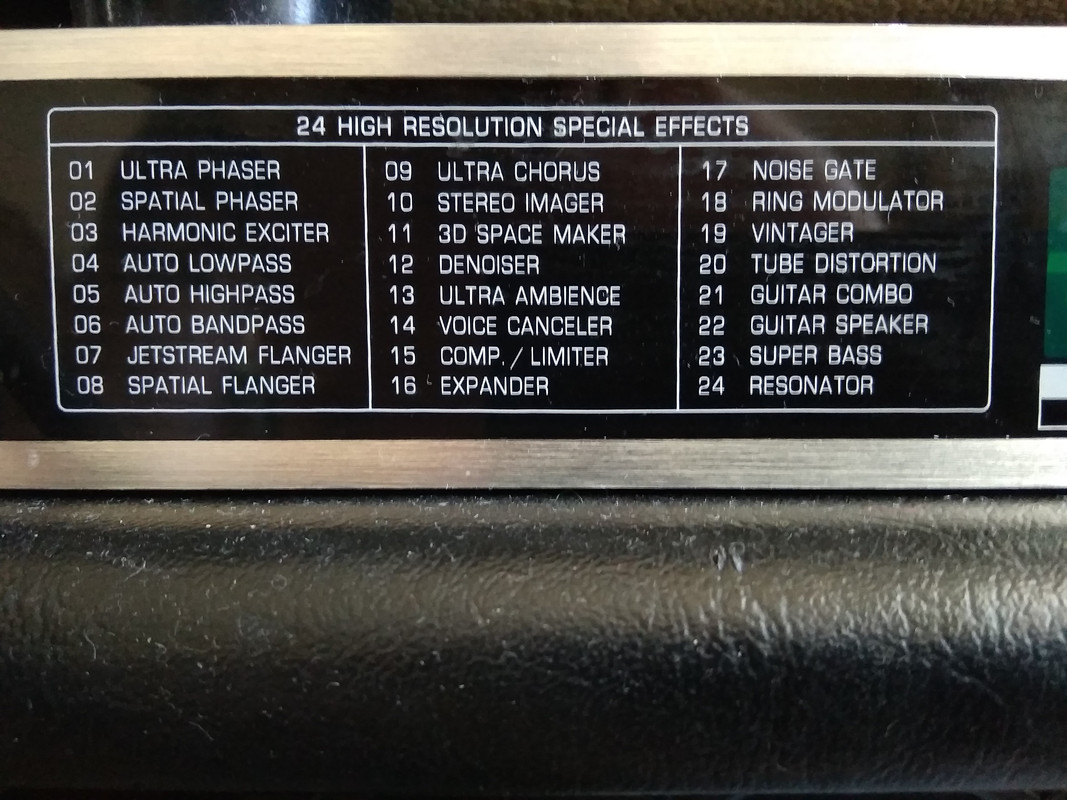 24 HIGH RESOLUTION SPECIAL EFFECTS
01 ULTRA PHASER
02 SPATIAL PHASER
03 HARMONIC EXCITER
04 AUTO LOWPASS
05 AUTO HIGHPASS
06 AUTO BANDPASS
07 JETSTREAM FLANGER
08 SPATIAL FLANGER
09 ULTRA CHORUS
10 STEREO IMAGER
11 3D SPACE MAKER
12 DENOISER
13 ULTRA AMBIENCE
14 VOICE CANCELER
15 COMP. / LIMITER
16 EXPANDER
17 NOISE GATE
18 RING MODULATOR
19 VINTAGER
20 TUBE DISTORTION
21 GUITAR COMBO
22 GUITAR SPEAKER
23 SUPER BASS
24 RESONATOR